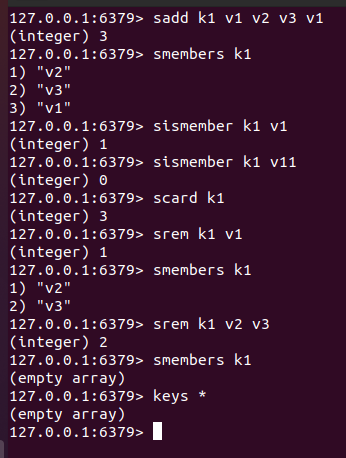 127.0.0.1:6379> sadd k1 v1 v2 v3 v1
(integer) 3
127.0.0.1:6379> smembers k1
1) "v2"
2) "v3"
3) "v1"
127.0.0.1:6379> sismember k1 v1
(integer) 1
127.0.0.1:6379> sismember k1 v11
(integer) 0
127.0.0.1:6379> scard k1
(integer) 3
127.0.0.1:6379> srem k1 v1
(integer) 1
127.0.0.1:6379> smembers k1
1) "v2"
2) "v3"
127.0.0.1:6379> srem k1 v2 v3
(integer) 2
127.0.0.1:6379> smembers k1
(empty array)
127.0.0.1:6379> keys *
(empty array)
127.0.0.1:6379>